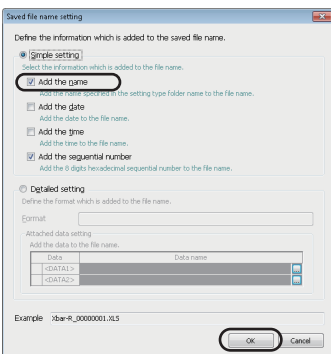 Saved file name setting
Define the information which is added to the saved file name.
Simple setting
Select the information which is added to the file name.
Add the name
Add the name specified in the setting type folder name to the file name.
Add the date
Add the date to the file name.
Add the time
Add the time to the file name.
Add the sequential number
Add the 8 digits hexadecimal sequential number to the file name.
Detailed setting
Define the format which is added to the file name.
Format
Attached data setting
Add the data to the file name.
Data Data name
<DATA1> ...
<DATA2> ...
Example Xbar-R_00000001.XLS
OK Cancel